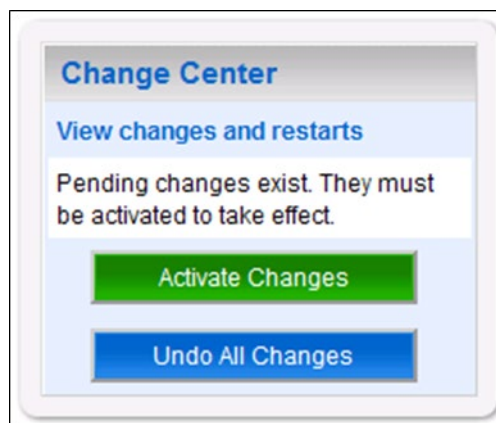 Change Center
View changes and restarts
Pending changes exist. They must
be activated to take effect.
Activate Changes
Undo All Changes